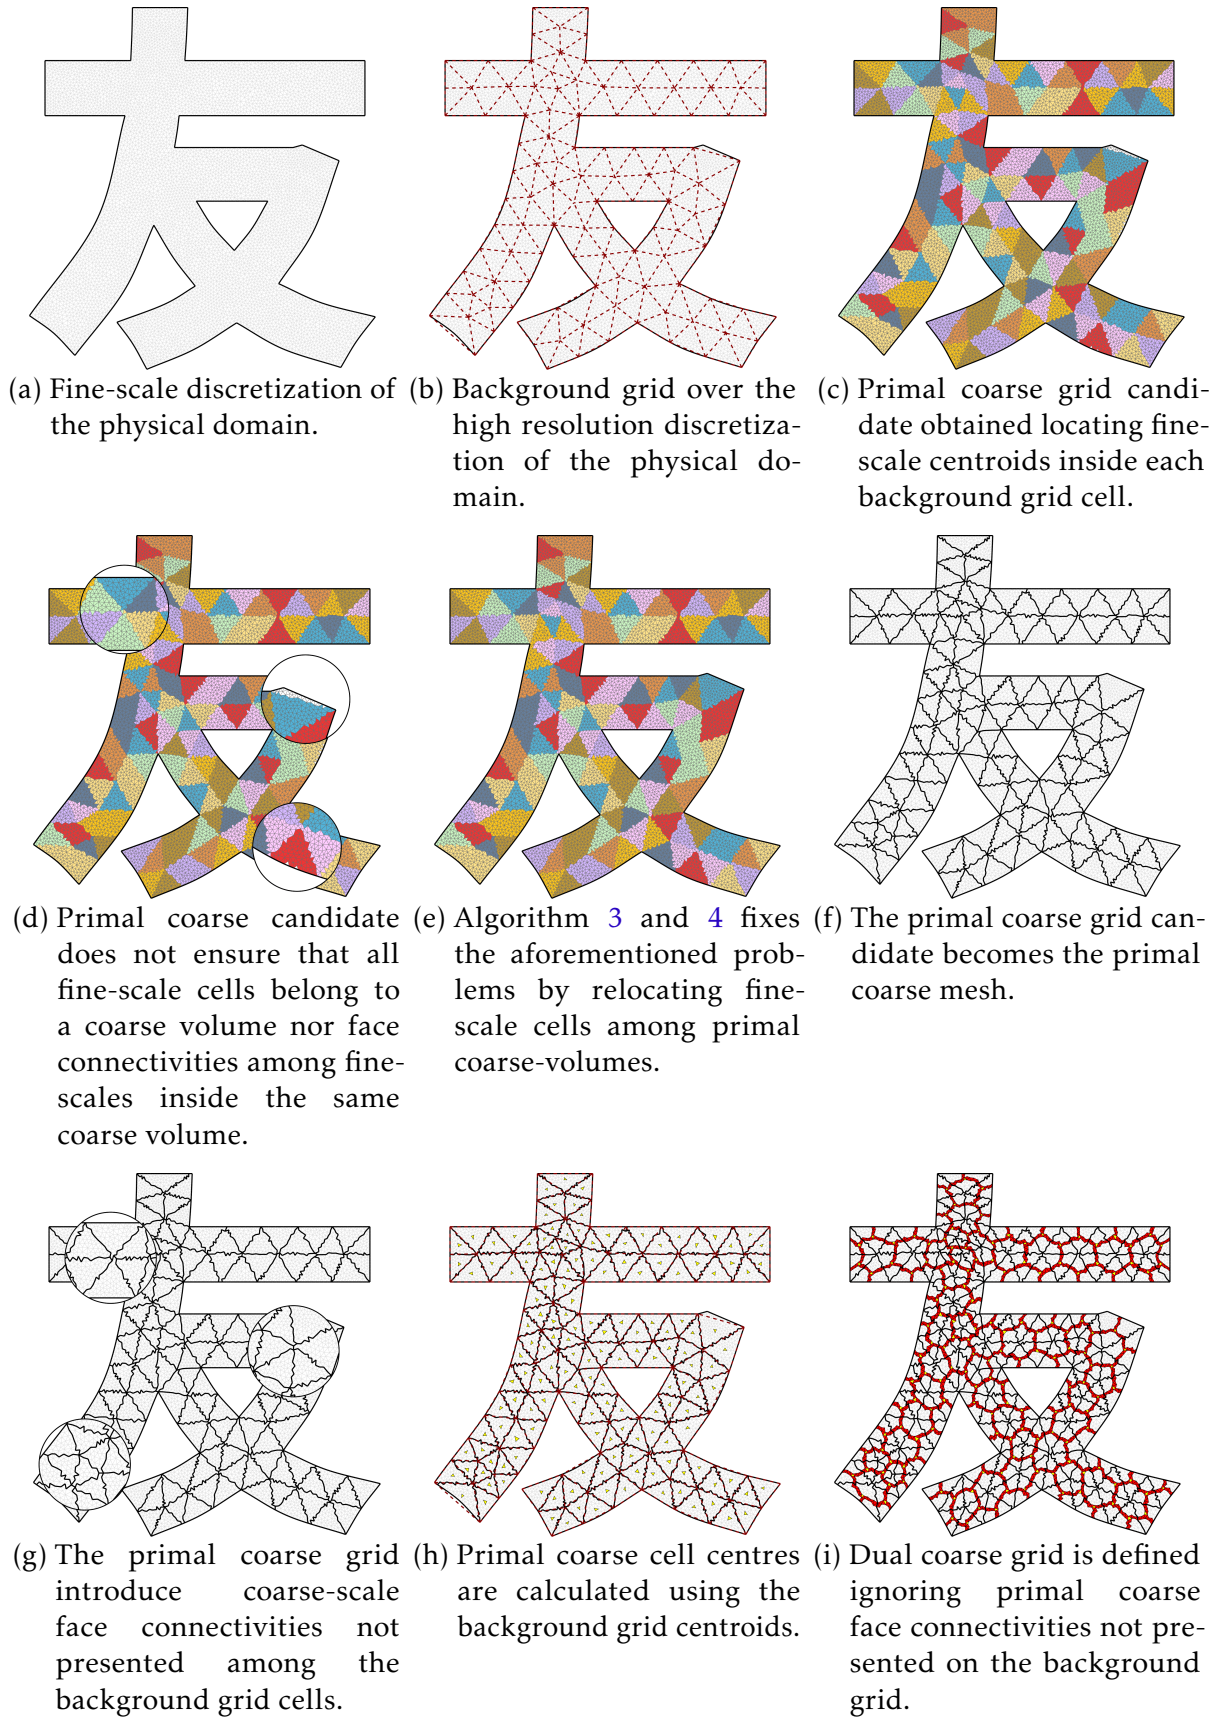 (a) Fine-scale discretization of
the physical domain.
(b) Background grid over the
high resolution discretiza-
tion of the physical do-
main.
(c) Primal coarse grid candi-
date obtained locating fine-
scale centroids inside each
background grid cell.
(d) Primal coarse candidate
does not ensure that all
fine-scale cells belong to
a coarse volume nor face
connectivities among fine-
scales inside the same
coarse volume.
(e) Algorithm 3 and 4 fixes
the aforementioned prob-
lems by relocating fine-
scale cells among primal
coarse-volumes.
(f) The primal coarse grid can-
didate becomes the primal
coarse mesh.
(g) The primal coarse grid
introduce coarse-scale
face connectivities not
presented among the
background grid cells.
(h) Primal coarse cell centres
are calculated using the
background grid centroids.
(i) Dual coarse grid is defined
ignoring primal coarse
face connectivities not pre-
sented on the background
grid.